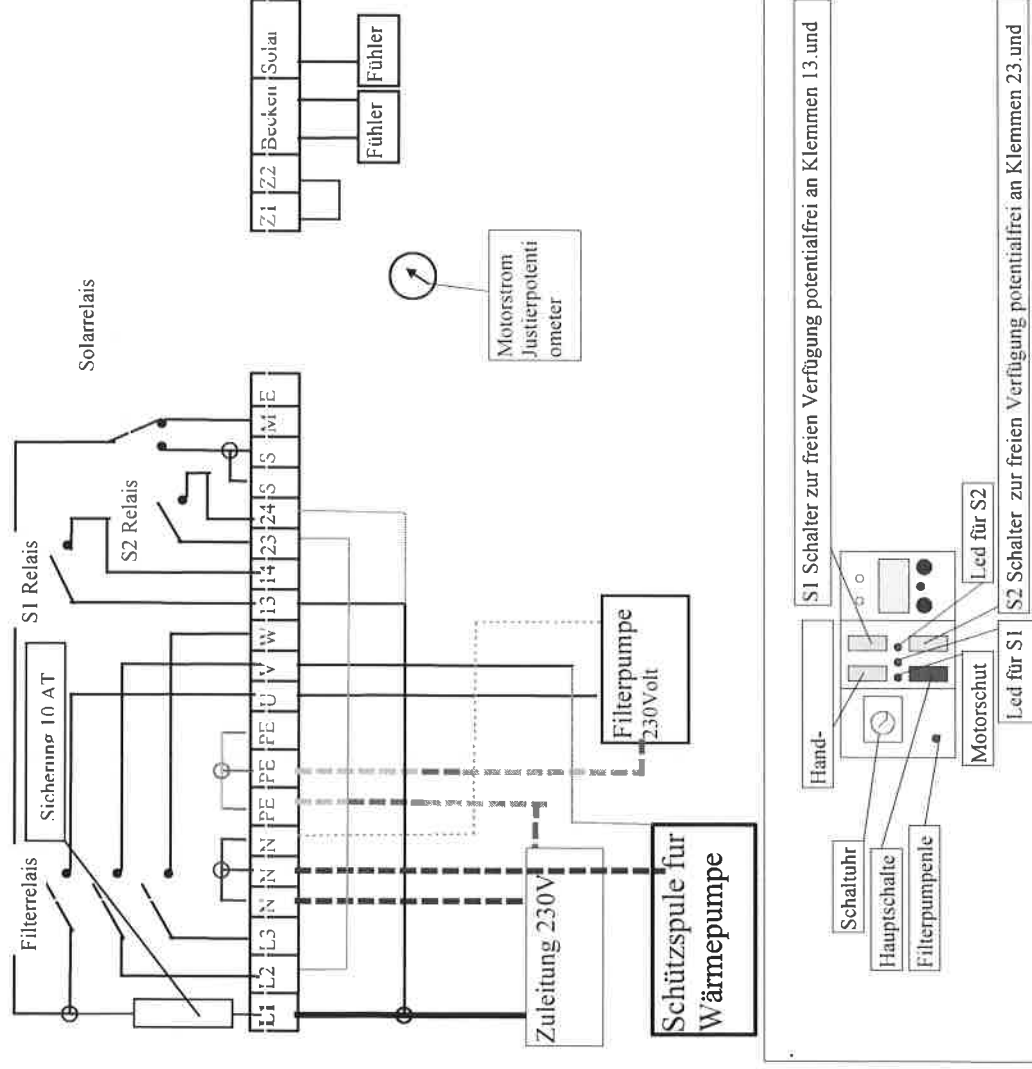 Solarrelais
S1 Relais
S2 Relais
Filterrelais
Sicherung 10 AT
L1 L2 L3 N N N PE PE PE U V W 13 14 23 24 S S M E
Z1 Z2 Becken Solar
Fühler
Fühler
Motorstrom
Justierpotenti
ometer
Filterpumpe
230Volt
Zuleitung 230V
Schützspule fur
Wärmepumpe
S1 Schalter zur freien Verfügung potentialfrei an Klemmen 13.und
Hand-
Schaltuhr
Hauptschalte
Filterpumpenle
Motorschut
Led für S1
Led für S2
S2 Schalter zur freien Verfügung potentialfrei an Klemmen 23.und